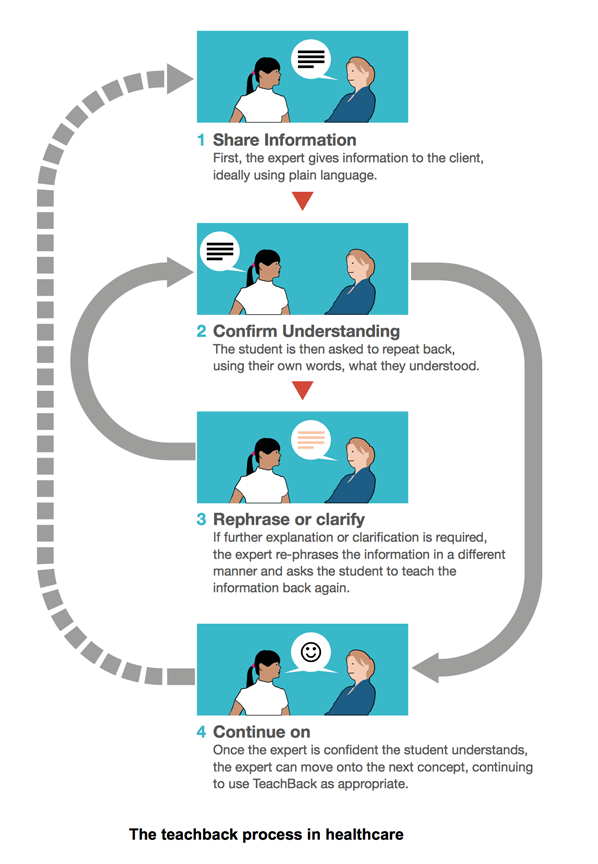 1 Share Information
First, the expert gives information to the client,
ideally using plain language.
2 Confirm Understanding
The student is then asked to repeat back,
using their own words, what they understood.
3 Rephrase or clarify
If further explanation or clarification is required,
the expert re-phrases the information in a different
manner and asks the student to teach the
information back again.
4 Continue on
Once the expert is confident the student understands,
the expert can move onto the next concept, continuing
to use TeachBack as appropriate.
The teachback process in healthcare